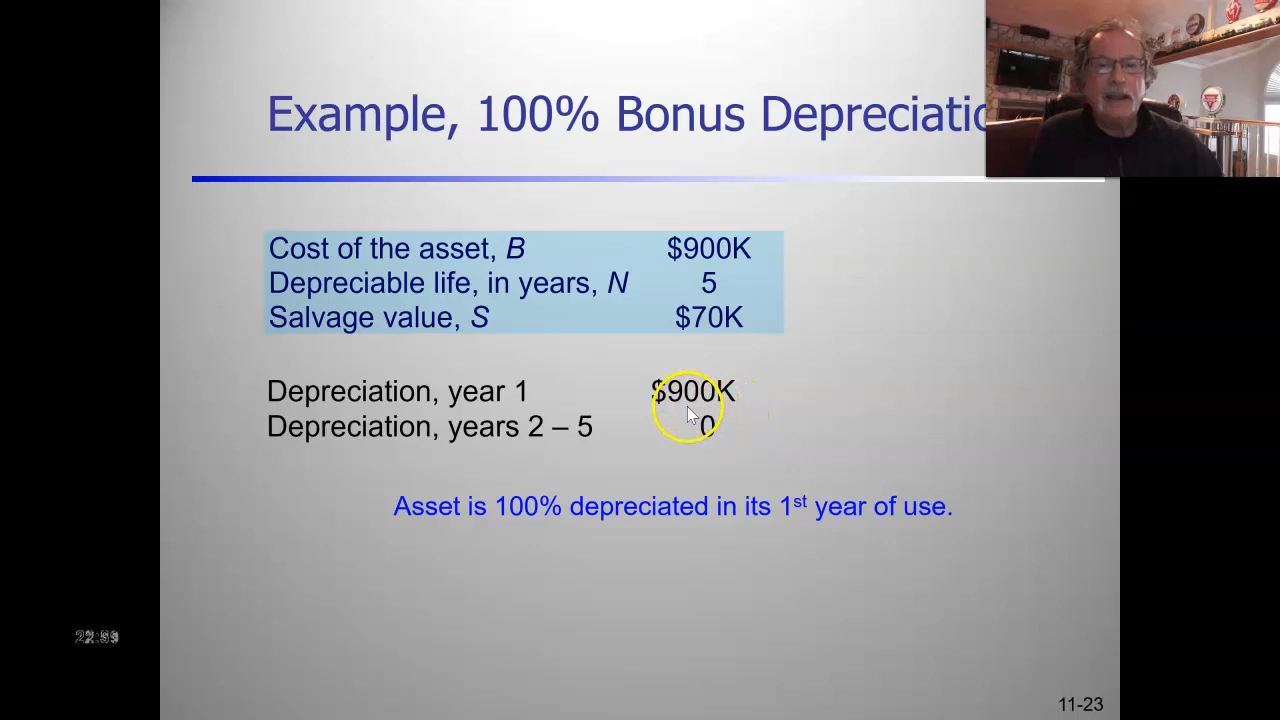 Example, 100% Bonus Depreciatio
Cost of the asset, B $900K
Depreciable life, in years, N 5
Salvage value, S $70K
Depreciation, year 1 $900K
Depreciation, years 2 – 5 0
Asset is 100% depreciated in its 1st year of use.
22:59
11-23